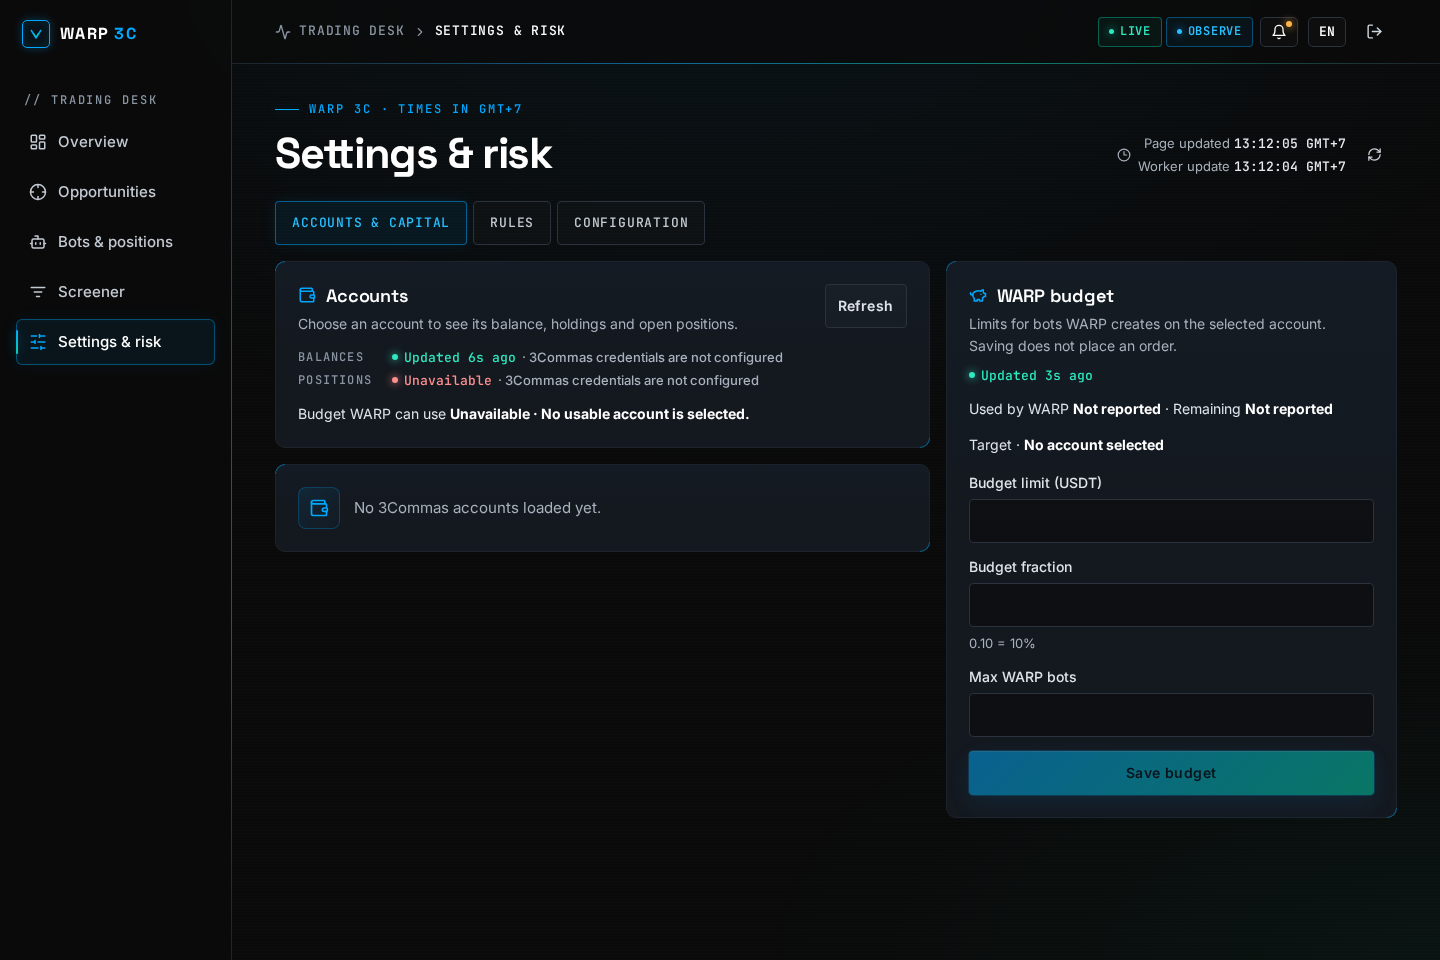 WARP 3C
// TRADING DESK
Overview
Opportunities
Bots & positions
Screener
Settings & risk
TRADING DESK > SETTINGS & RISK
LIVE
OBSERVE
EN
WARP 3C · TIMES IN GMT+7
Settings & risk
Page updated 13:12:05 GMT+7
Worker update 13:12:04 GMT+7
ACCOUNTS & CAPITAL
RULES
CONFIGURATION
Accounts
Refresh
Choose an account to see its balance, holdings and open positions.
BALANCES Updated 6s ago · 3Commas credentials are not configured
POSITIONS Unavailable · 3Commas credentials are not configured
Budget WARP can use Unavailable · No usable account is selected.
No 3Commas accounts loaded yet.
WARP budget
Limits for bots WARP creates on the selected account.
Saving does not place an order.
Updated 3s ago
Used by WARP Not reported · Remaining Not reported
Target · No account selected
Budget limit (USDT)
Budget fraction
0.10 = 10%
Max WARP bots
Save budget